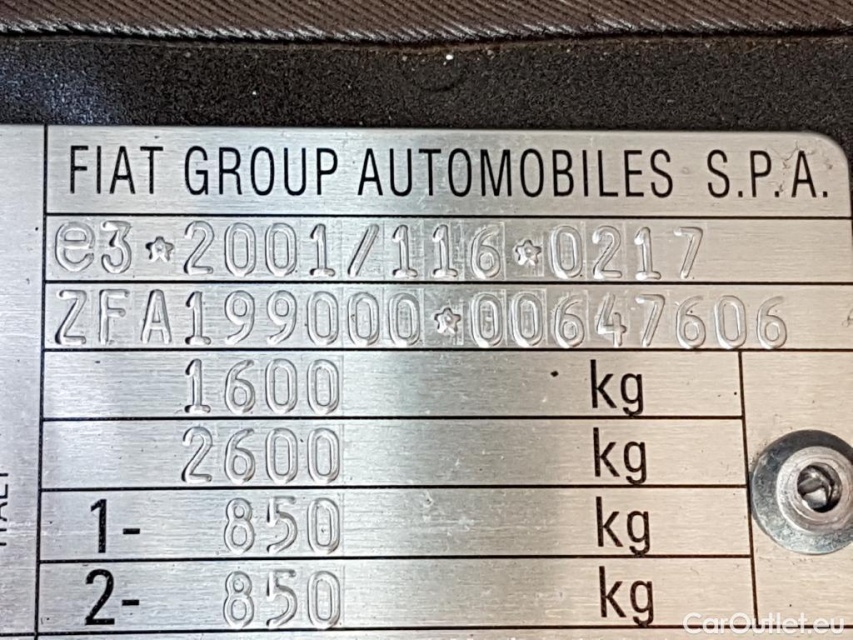 FIAT GROUP AUTOMOBILES S.P.A.
e3*2001/116*0217
ZFA199000*00647606
1600 kg
2600 kg
1- 850 kg
2- 850 kg
CarOutlet.eu